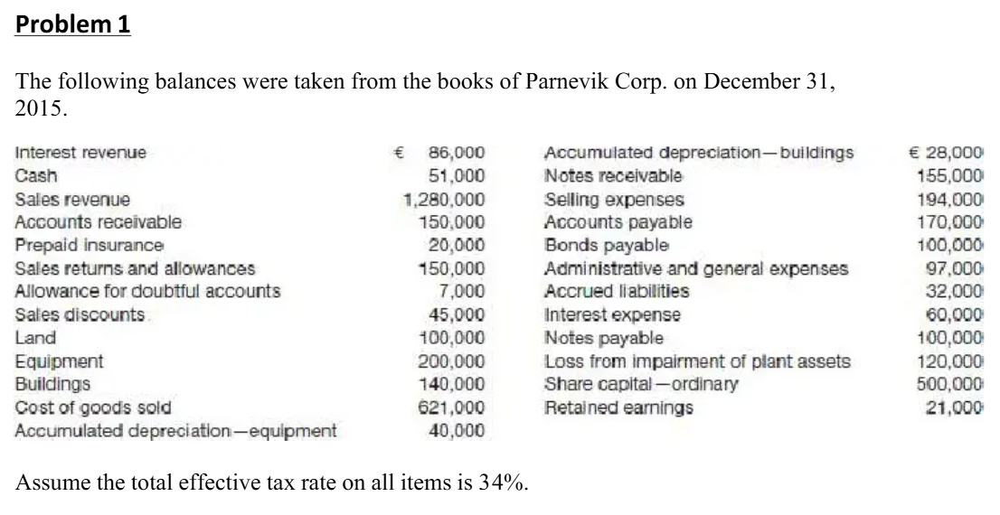 Problem 1
The following balances were taken from the books of Parnevik Corp. on December 31,
2015.
Interest revenue € 86,000 Accumulated depreciation—buildings € 28,000
Cash 51,000 Notes receivable 155,000
Sales revenue 1,280,000 Selling expenses 194,000
Accounts receivable 150,000 Accounts payable 170,000
Prepaid insurance 20,000 Bonds payable 100,000
Sales returns and allowances 150,000 Administrative and general expenses 97,000
Allowance for doubtful accounts 7,000 Accrued liabilities 32,000
Sales discounts 45,000 Interest expense 60,000
Land 100,000 Notes payable 100,000
Equipment 200,000 Loss from impairment of plant assets 120,000
Buildings 140,000 Share capital—ordinary 500,000
Cost of goods sold 621,000 Retained earnings 21,000
Accumulated depreciation—equipment 40,000
Assume the total effective tax rate on all items is 34%.